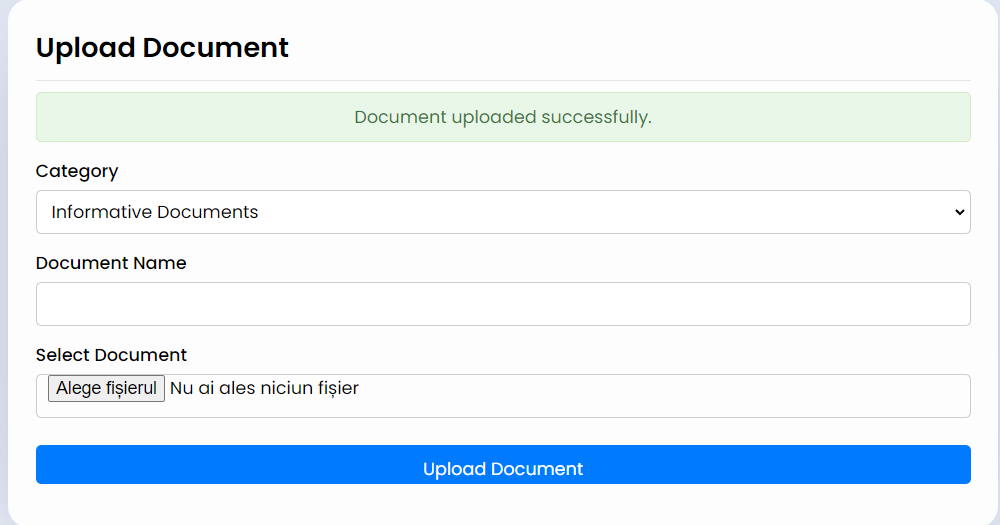 Upload Document
Document uploaded successfully.
Category
Informative Documents
Document Name
Select Document
Alege fișierul Nu ai ales niciun fișier
Upload Document